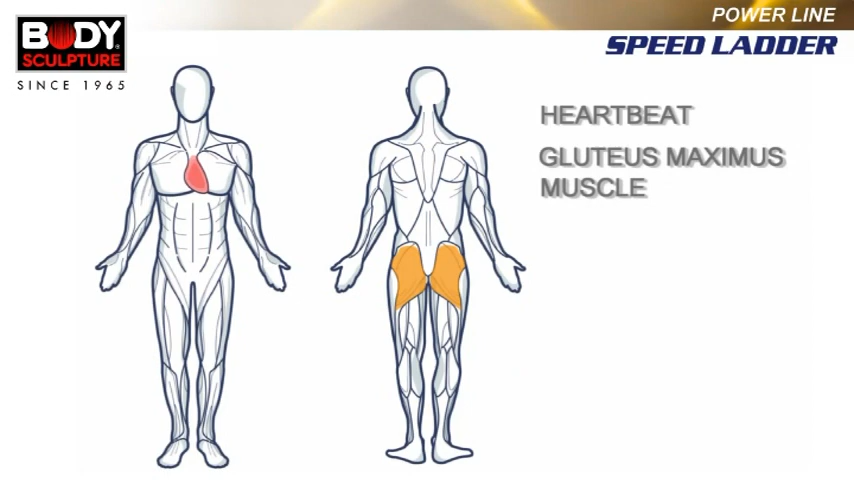 POWER LINE
SPEED LADDER
BODY
SCULPTURE®
SINCE 1965
HEARTBEAT
GLUTEUS MAXIMUS
MUSCLE